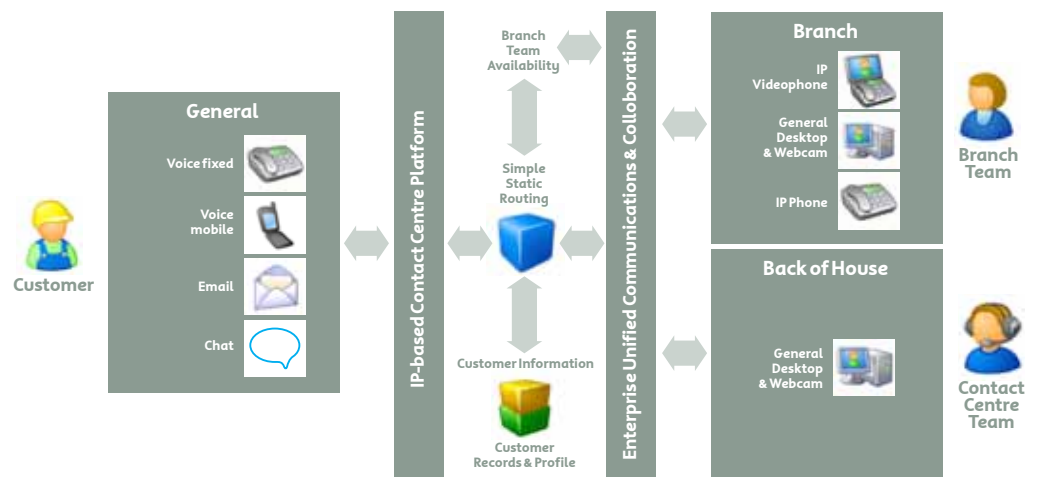 Customer
General
Voice fixed
Voice
mobile
Email
Chat
IP-based Contact Centre Platform
Branch
Team
Availability
Simple
Static
Routing
Customer Information
Customer
Records & Profile
Enterprise Unified Communications & Colloboration
Branch
IP
Videophone
General
Desktop
& Webcam
IP Phone
Branch
Team
Back of House
General
Desktop
& Webcam
Contact
Centre
Team